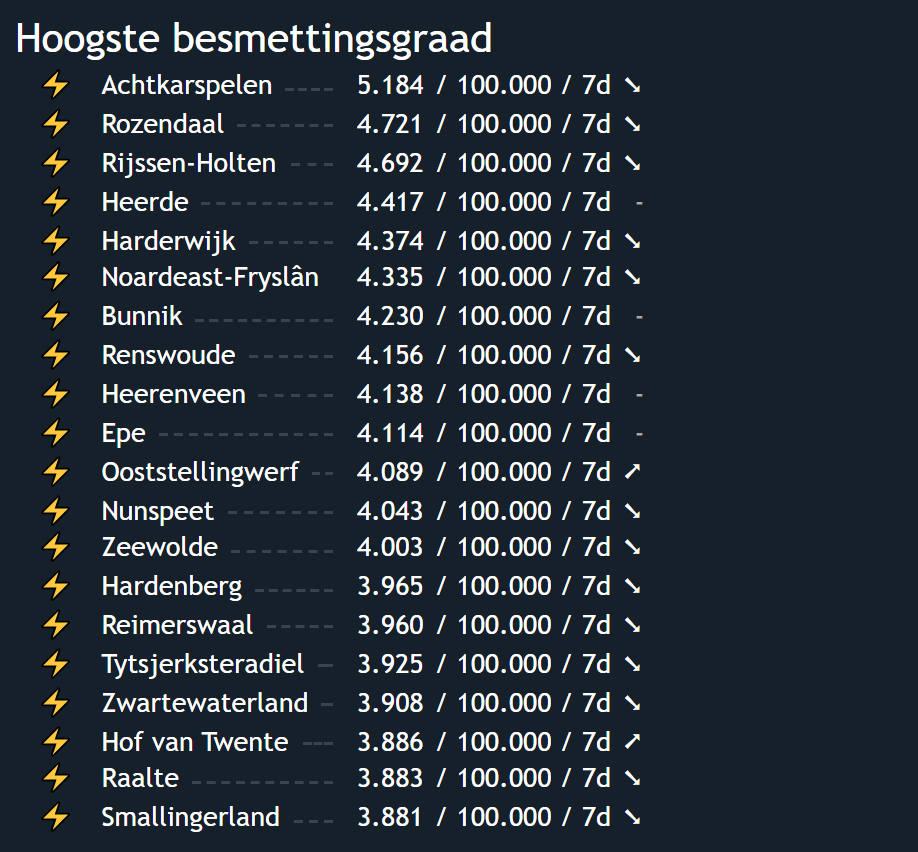 Hoogste besmettingsgraad
⚡ Achtkarspelen ---- 5.184 / 100.000 / 7d ➘
⚡ Rozendaal ------- 4.721 / 100.000 / 7d ➘
⚡ Rijssen-Holten --- 4.692 / 100.000 / 7d ➘
⚡ Heerde --------- 4.417 / 100.000 / 7d -
⚡ Harderwijk ------ 4.374 / 100.000 / 7d ➘
⚡ Noardeast-Fryslân 4.335 / 100.000 / 7d ➘
⚡ Bunnik --------- 4.230 / 100.000 / 7d -
⚡ Renswoude ------ 4.156 / 100.000 / 7d ➘
⚡ Heerenveen ----- 4.138 / 100.000 / 7d -
⚡ Epe ------------ 4.114 / 100.000 / 7d -
⚡ Ooststellingwerf -- 4.089 / 100.000 / 7d ➚
⚡ Nunspeet ------- 4.043 / 100.000 / 7d ➘
⚡ Zeewolde ------- 4.003 / 100.000 / 7d ➘
⚡ Hardenberg ------ 3.965 / 100.000 / 7d ➘
⚡ Reimerswaal ----- 3.960 / 100.000 / 7d ➘
⚡ Tytsjerksteradiel - 3.925 / 100.000 / 7d ➘
⚡ Zwartewaterland - 3.908 / 100.000 / 7d ➘
⚡ Hof van Twente --- 3.886 / 100.000 / 7d ➚
⚡ Raalte ---------- 3.883 / 100.000 / 7d ➘
⚡ Smallingerland --- 3.881 / 100.000 / 7d ➘